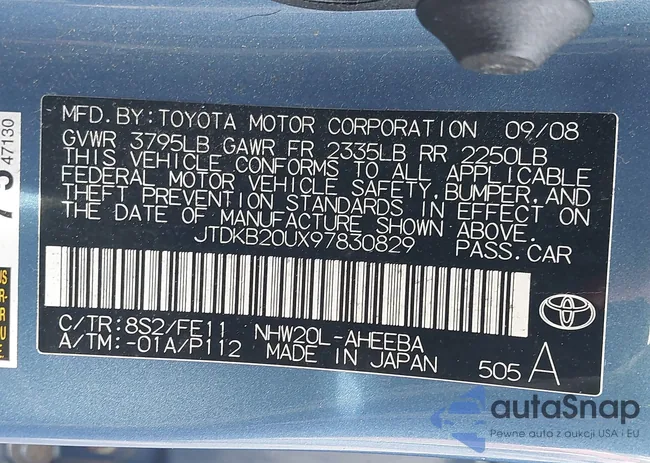 MFD.BY:TOYOTA MOTOR CORPORATION 09/08
GVWR 3795LB GAWR FR 2335LB RR 2250LB
THIS VEHICLE CONFORMS TO ALL APPLICABLE
FEDERAL MOTOR VEHICLE SAFETY,BUMPER,AND
THEFT PREVENTION STANDARDS IN EFFECT ON
THE DATE OF MANUFACTURE SHOWN ABOVE.
JTDKB20UX97830829 PASS.CAR
C/TR:8S2/FE11 NHW20L-AHEEBA
A/TM:-01A/P112 MADE IN JAPAN 505 A
47130
autaSnap
Pewne auto z aukcji USA i EU